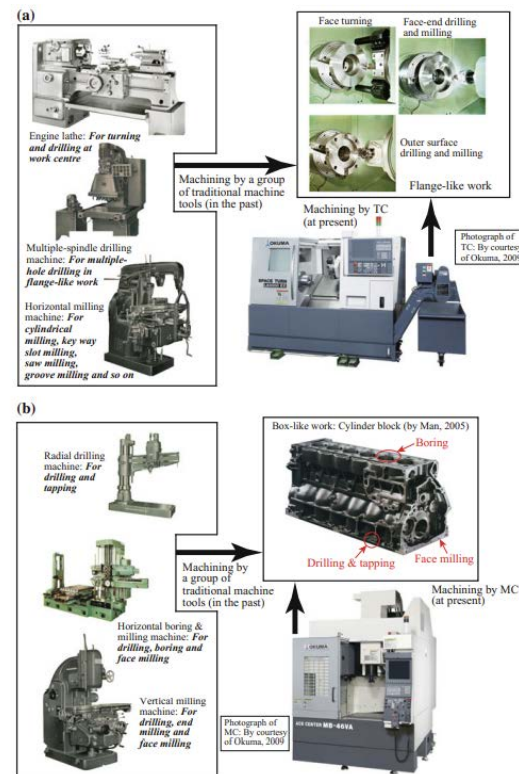 (a)
Engine lathe: For turning
and drilling at
work centre
Multiple-spindle drilling
machine: For multiple-
hole drilling in
flange-like work
Horizontal milling
machine: For
cylindrical
milling, key way
slot milling,
saw milling,
groove milling and so on
Machining by a group
of traditional machine
tools (in the past)
Face turning
Face-end drilling
and milling
Outer surface
drilling and milling
Flange-like work
Machining by TC
(at present)
Photograph of
TC: By courtesy
of Okuma, 2009
OKUMA
SPACE TURN
(b)
Radial drilling
machine: For
drilling and
tapping
Horizontal boring &
milling machine: For
drilling, boring and
face milling
Vertical milling
machine: For
drilling, end
milling and
face milling
Machining by
a group of
traditional machine
tools (in the past)
Box-like work: Cylinder block (by Man, 2005)
Boring
Drilling & tapping
Face milling
Machining by MC
(at present)
Photograph of
MC: By courtesy
of Okuma, 2009
OKUMA
ACE CENTER MB-46VA